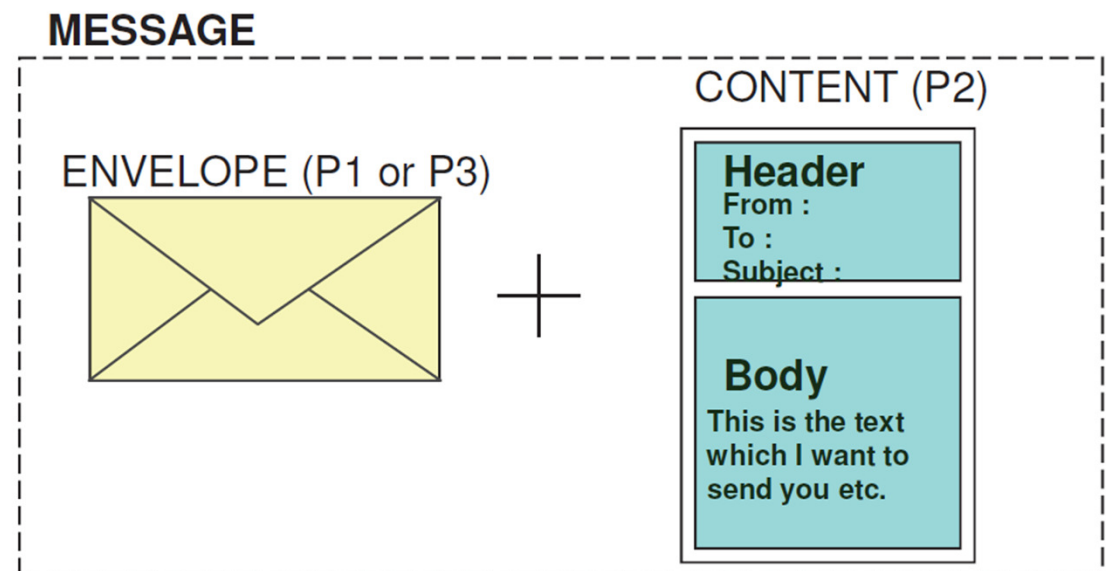 MESSAGE
CONTENT (P2)
ENVELOPE (P1 or P3)
Header
From :
To :
Subject :
Body
This is the text
which I want to
send you etc.